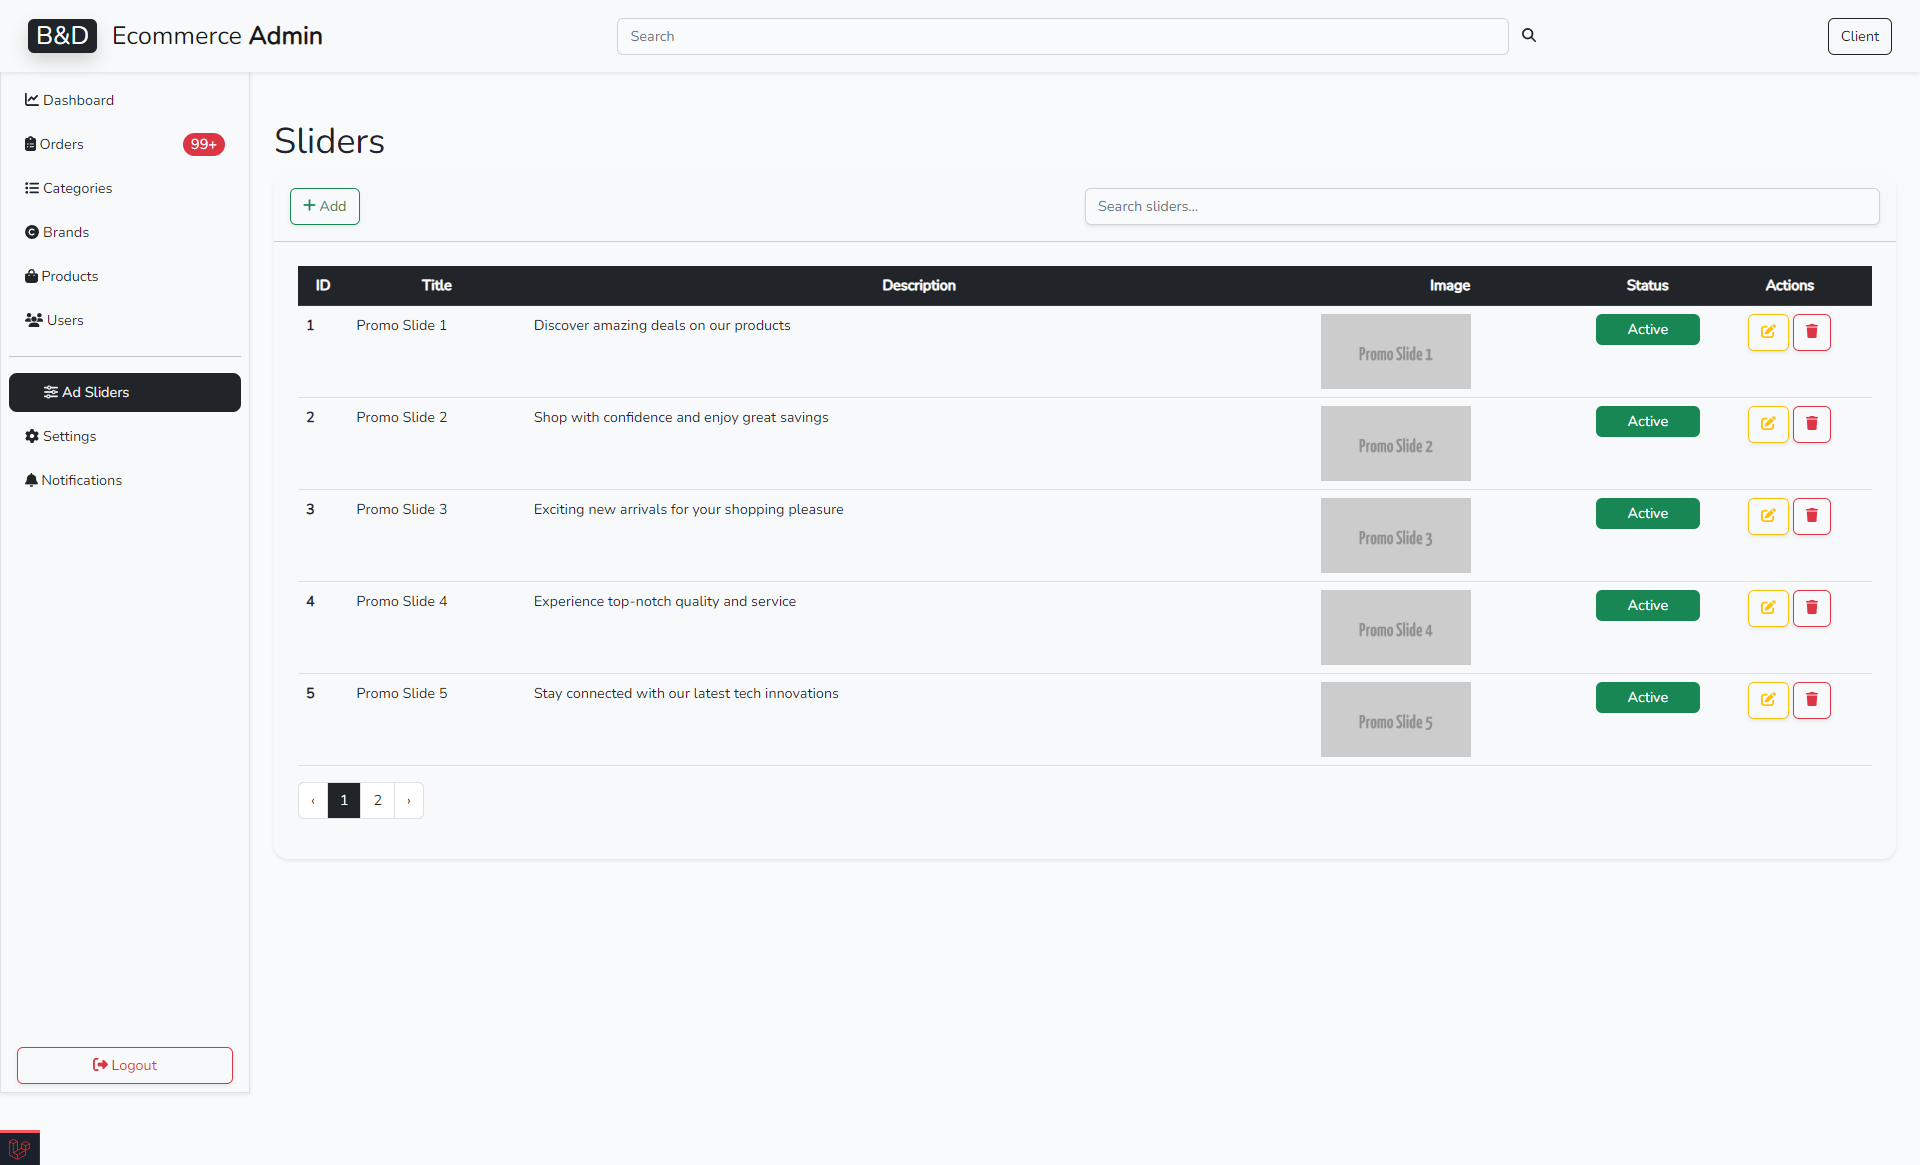 B&D Ecommerce Admin
Search
Client
Dashboard
Orders 99+
Categories
Brands
Products
Users
Ad Sliders
Settings
Notifications
Logout
Sliders
+ Add
Search sliders...
ID Title Description Image Status Actions
1 Promo Slide 1 Discover amazing deals on our products Promo Slide 1 Active
2 Promo Slide 2 Shop with confidence and enjoy great savings Promo Slide 2 Active
3 Promo Slide 3 Exciting new arrivals for your shopping pleasure Promo Slide 3 Active
4 Promo Slide 4 Experience top-notch quality and service Promo Slide 4 Active
5 Promo Slide 5 Stay connected with our latest tech innovations Promo Slide 5 Active
‹ 1 2 ›